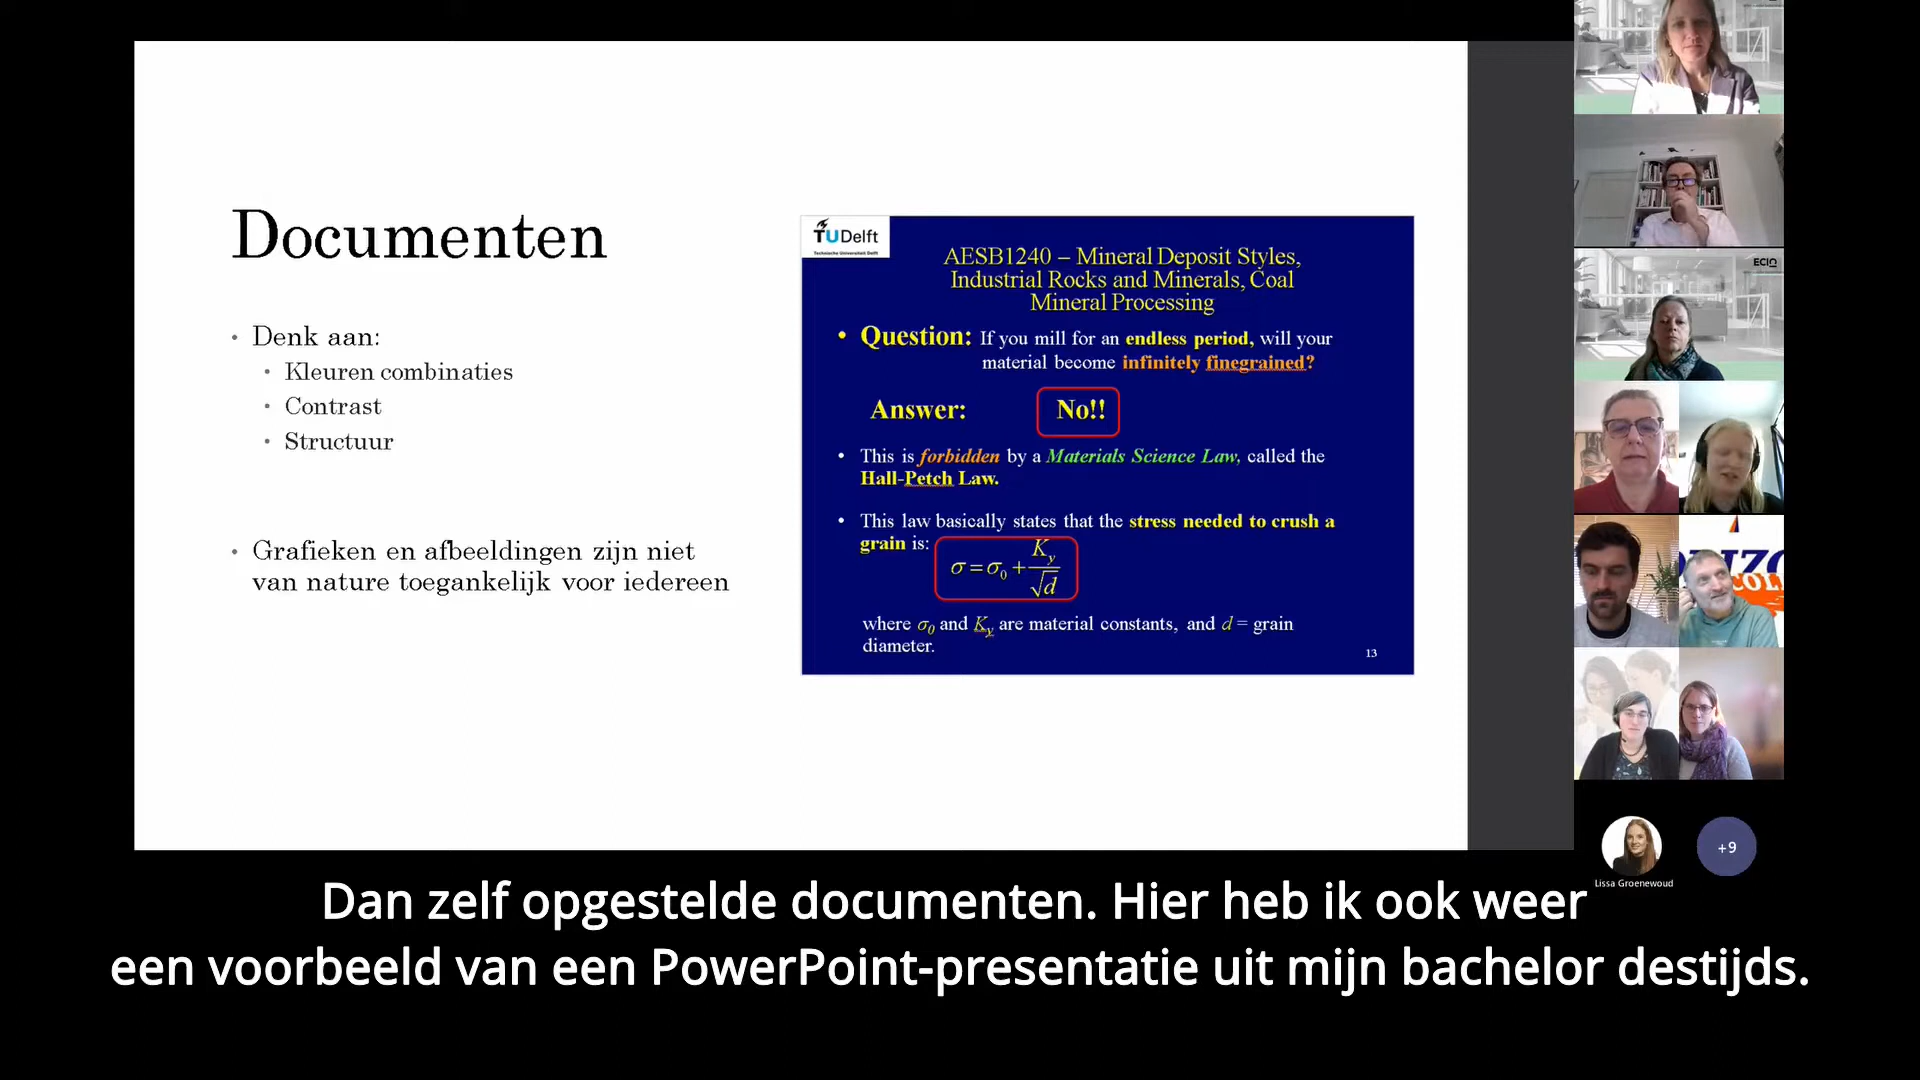 Documenten
• Denk aan:
• Kleuren combinaties
• Contrast
• Structuur
• Grafieken en afbeeldingen zijn niet
van nature toegankelijk voor iedereen
TUDelft
Technische Universiteit Delft
AESB1240 – Mineral Deposit Styles,
Industrial Rocks and Minerals, Coal
Mineral Processing
• Question: If you mill for an endless period, will your
material become infinitely finegrained?
Answer: No!!
• This is forbidden by a Materials Science Law, called the
Hall-Petch Law.
• This law basically states that the stress needed to crush a
grain is: σ = σ₀ + K_y / √d
where σ₀ and K_y are material constants, and d = grain
diameter.
13
ECIO
+9
Lissa Groenewoud
Dan zelf opgestelde documenten. Hier heb ik ook weer
een voorbeeld van een PowerPoint-presentatie uit mijn bachelor destijds.